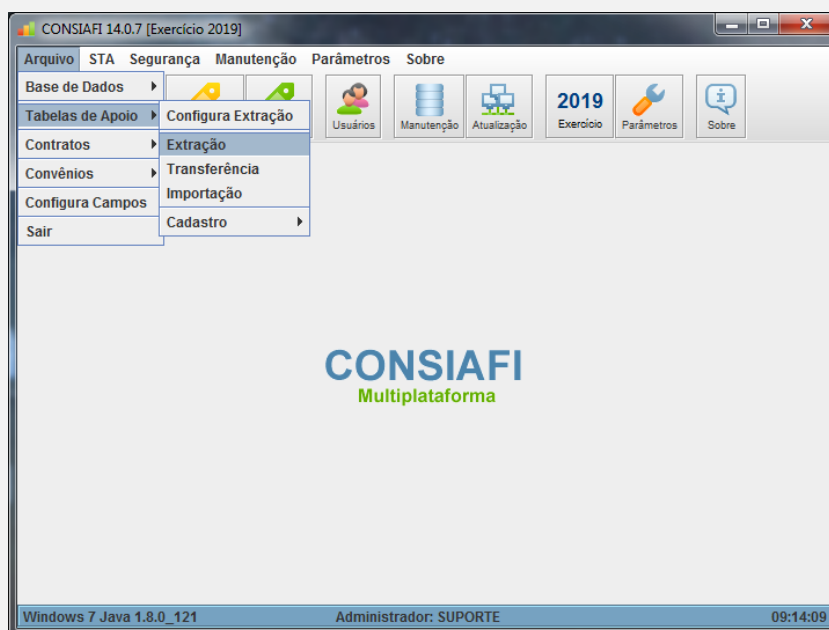 CONSIAFI 14.0.7 [Exercício 2019]
Arquivo STA Segurança Manutenção Parâmetros Sobre
Base de Dados
Tabelas de Apoio
Contratos
Convênios
Configura Campos
Sair
Configura Extração
Extração
Transferência
Importação
Cadastro
Usuários
Manutenção
Atualização
2019
Exercício
Parâmetros
Sobre
CONSIAFI
Multiplataforma
Windows 7 Java 1.8.0_121 Administrador: SUPORTE 09:14:09